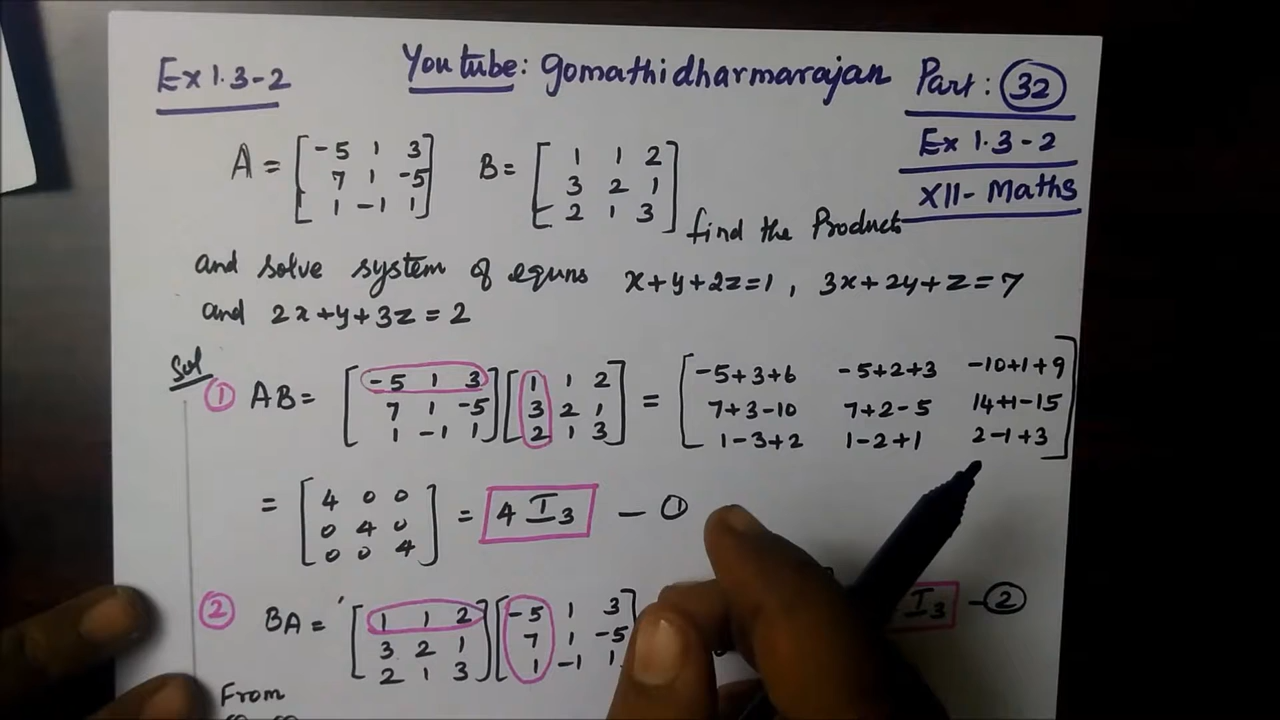 Ex 1.3-2
Youtube: gomathidharmarajan
Part: 32
Ex 1.3-2
XII- Maths
A = [-5 1 3
7 1 -5
1 -1 1]
B = [1 1 2
3 2 1
2 1 3]
find the Product
and solve system of equns x+y+2z=1, 3x+2y+z=7
and 2x+y+3z=2
Sol
① AB = [-5 1 3
7 1 -5
1 -1 1] [1 1 2
3 2 1
2 1 3] = [-5+3+6 -5+2+3 -10+1+9
7+3-10 7+2-5 14+1-15
1-3+2 1-2+1 2-1+3]
= [4 0 0
0 4 0
0 0 4] = 4 I₃ - ①
② BA = [1 1 2
3 2 1
2 1 3] [-5 1 3
7 1 -5
1 -1 1]
I₃ - ②
From